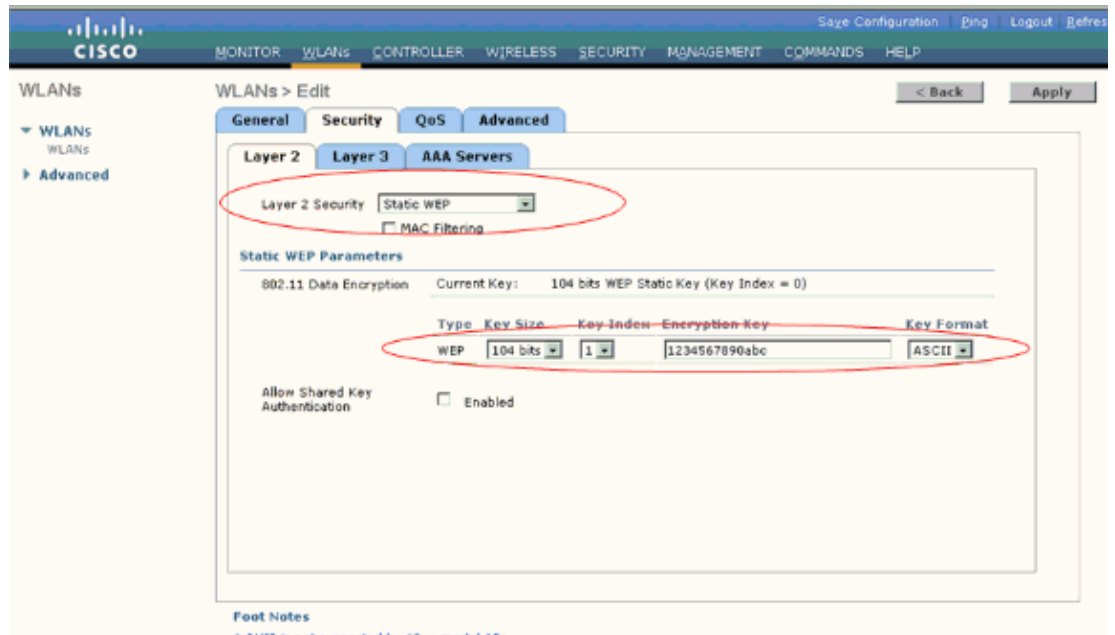 Save Configuration Ping Logout Refres
CISCO MONITOR WLANs CONTROLLER WIRELESS SECURITY MANAGEMENT COMMANDS HELP
WLANs
WLANs
WLANs
Advanced
WLANs > Edit
< Back Apply
General Security QoS Advanced
Layer 2 Layer 3 AAA Servers
Layer 2 Security Static WEP
MAC Filtering
Static WEP Parameters
802.11 Data Encryption Current Key: 104 bits WEP Static Key (Key Index = 0)
Type Key Size Key Index Encryption Key Key Format
WEP 104 bits 1 1234567890abc ASCII
Allow Shared Key
Authentication
Enabled
Foot Notes